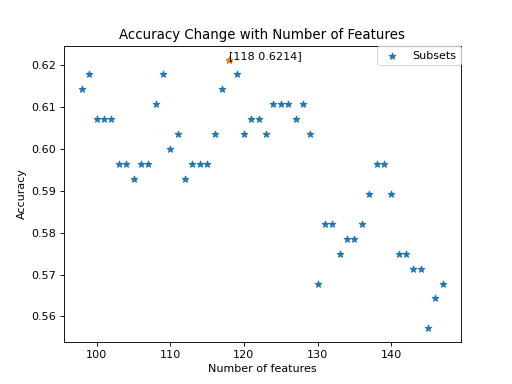 Accuracy Change with Number of Features
[118 0.6214]
Subsets
0.62
0.61
0.60
0.59
0.58
0.57
0.56
Accuracy
100 110 120 130 140
Number of features